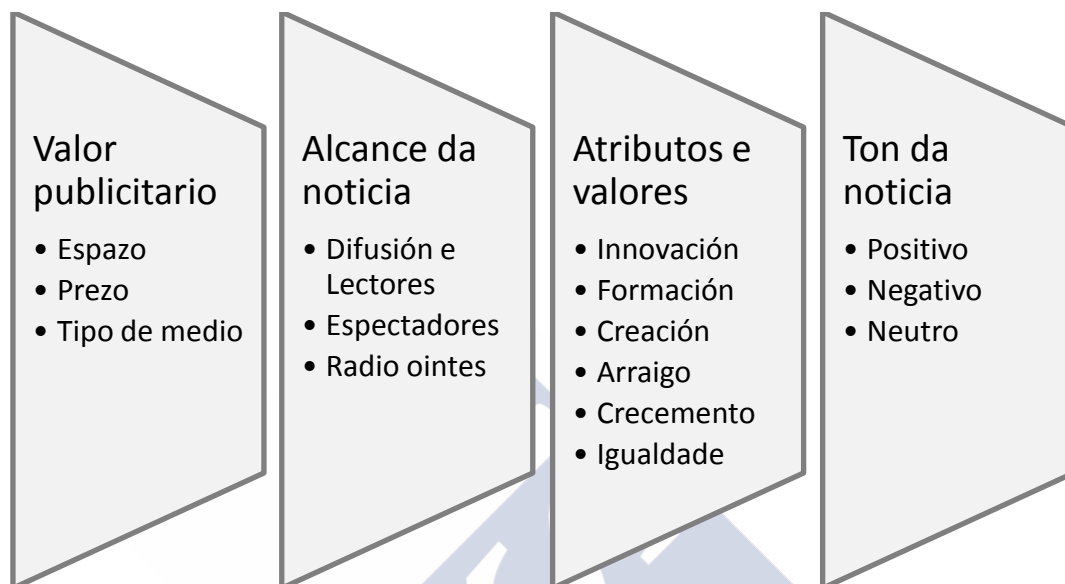 Valor
publicitario
• Espazo
• Prezo
• Tipo de medio
Alcance da
noticia
• Difusión e
Lectores
• Espectadores
• Radio ointes
Atributos e
valores
• Innovación
• Formación
• Creación
• Arraigo
• Crecemento
• Igualdade
Ton da
noticia
• Positivo
• Negativo
• Neutro